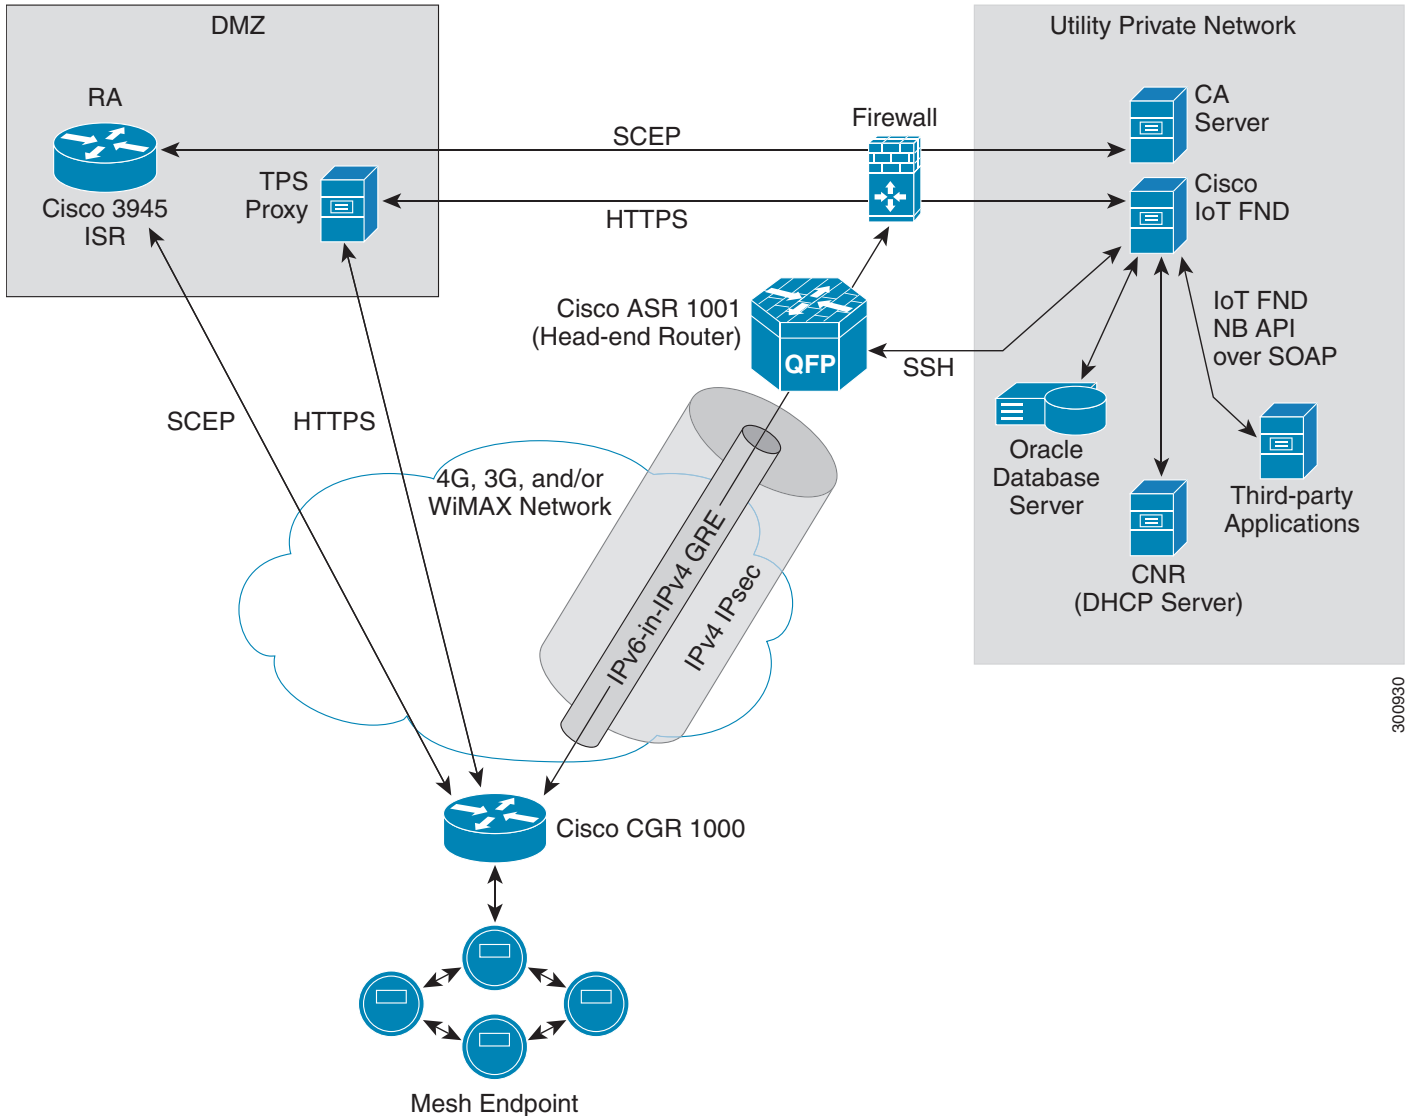 DMZ
Utility Private Network
RA
Cisco 3945
ISR
TPS
Proxy
SCEP
HTTPS
Firewall
CA
Server
Cisco
IoT FND
Cisco ASR 1001
(Head-end Router)
QFP
SSH
IoT FND
NB API
over SOAP
Oracle
Database
Server
Third-party
Applications
CNR
(DHCP Server)
SCEP
HTTPS
4G, 3G, and/or
WiMAX Network
IPv6-in-IPv4 GRE
IPv4 IPsec
300930
Cisco CGR 1000
Mesh Endpoint